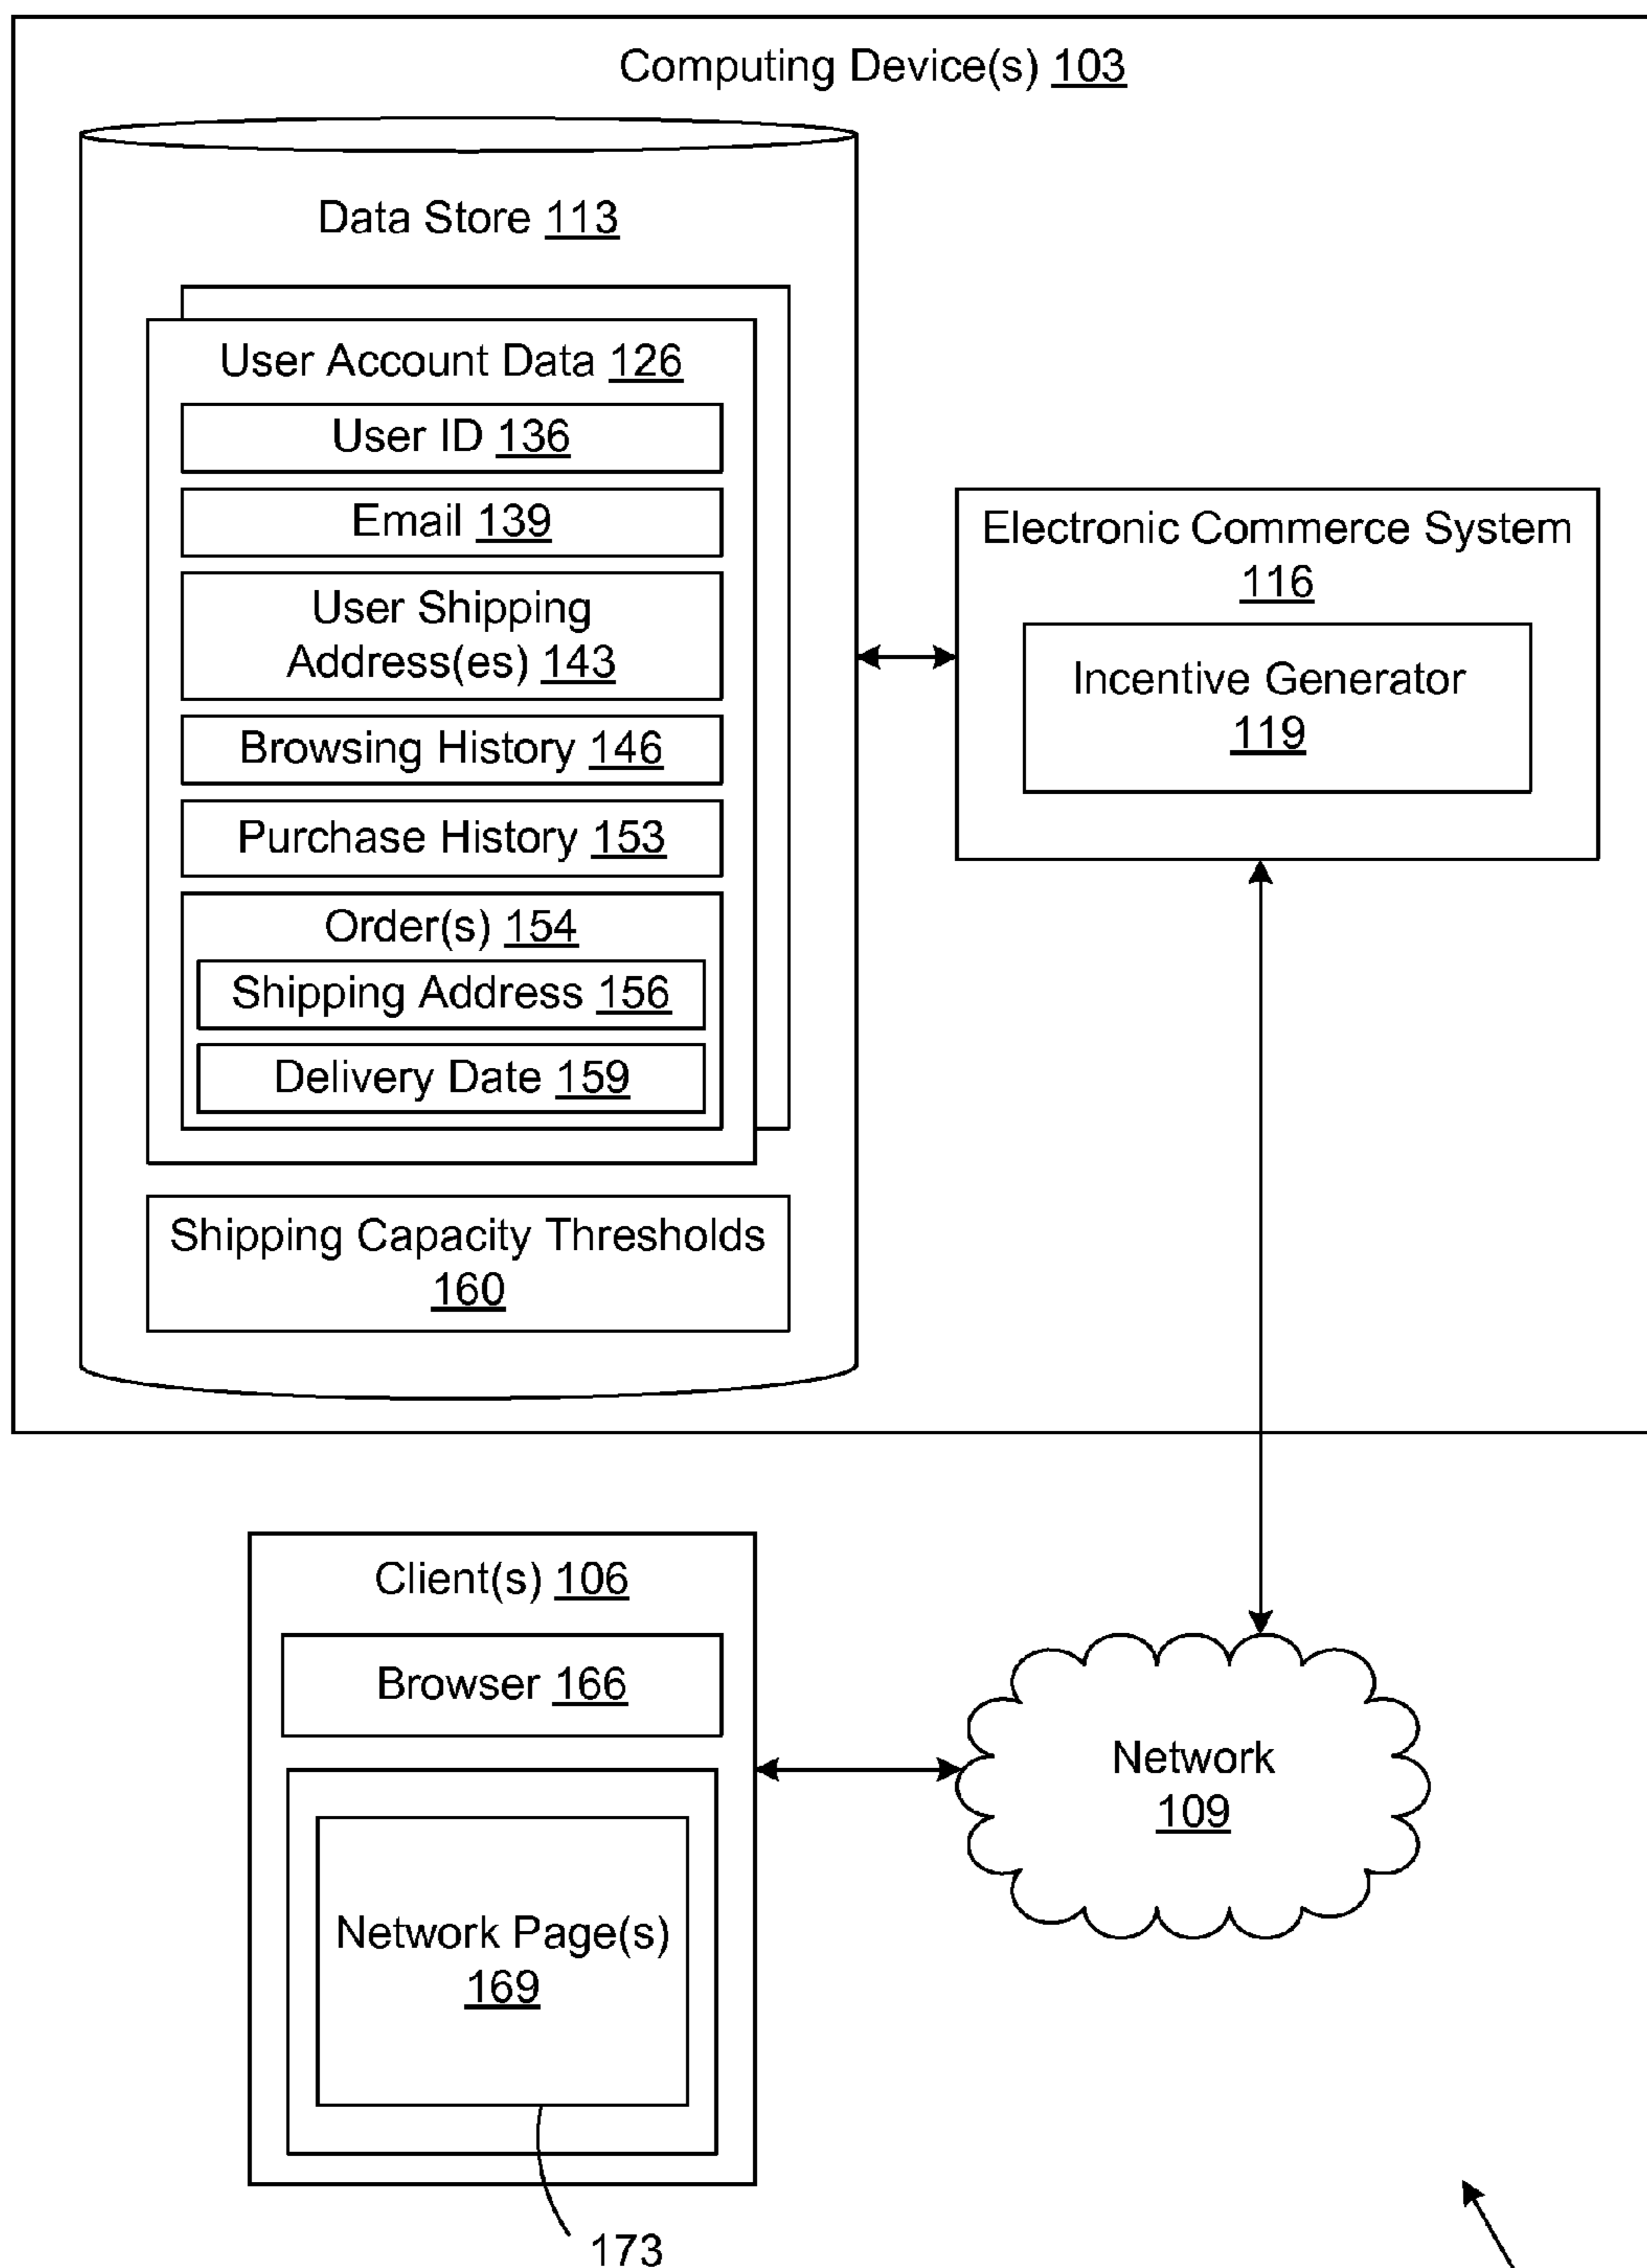 Computing Device(s) 103
Data Store 113
User Account Data 126
User ID 136
Email 139
User Shipping
Address(es) 143
Browsing History 146
Purchase History 153
Order(s) 154
Shipping Address 156
Delivery Date 159
Shipping Capacity Thresholds
160
Electronic Commerce System
116
Incentive Generator
119
Client(s) 106
Browser 166
Network Page(s)
169
173
Network
109